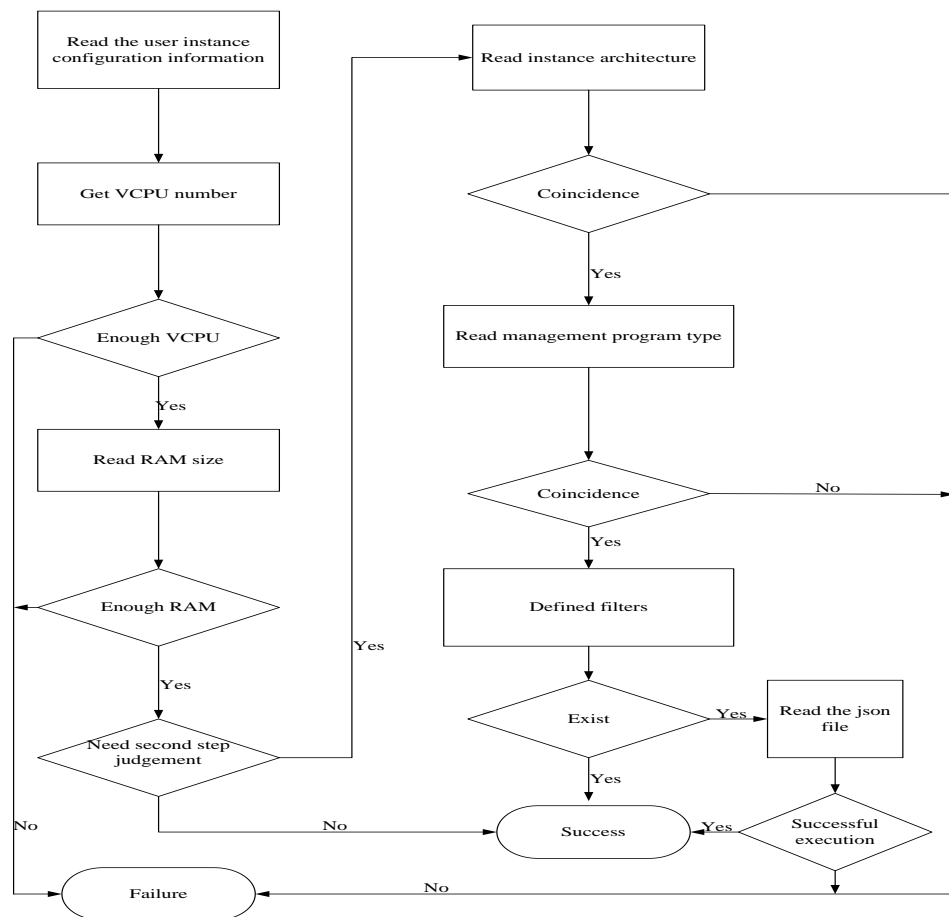 Read the user instance
configuration information
Get VCPU number
Enough VCPU
Yes
Read RAM size
Enough RAM
Yes
Need second step
judgement
No
No
Failure
Yes
Read instance architecture
Coincidence
Yes
Read management program type
Coincidence
No
Yes
Defined filters
Exist
Yes
Read the json
file
Yes
Success
Yes
Successful
execution
No